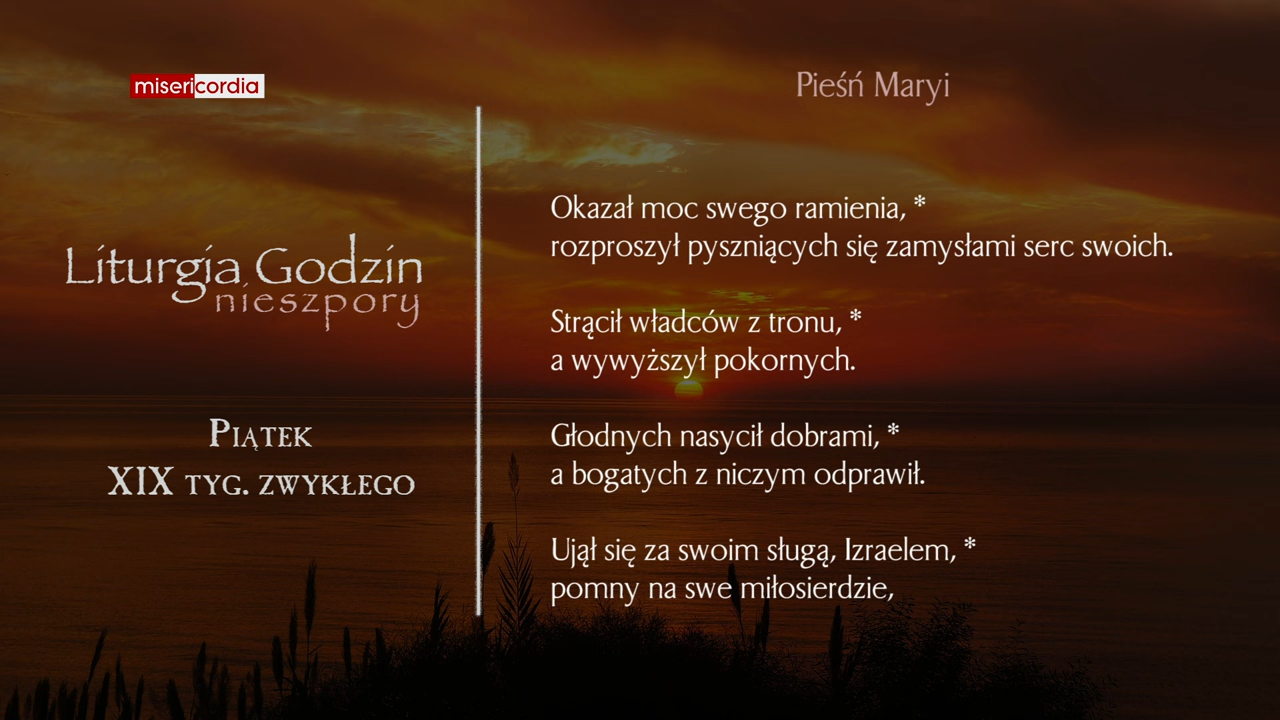 misericordia
Liturgia Godzin
nieszpory
Piątek
XIX tyg. zwykłego
Pieśń Maryi
Okazał moc swego ramienia, *
rozproszył pyszniących się zamysłami serc swoich.
Strącił władców z tronu, *
a wywyższył pokornych.
Głodnych nasycił dobrami, *
a bogatych z niczym odprawił.
Ujął się za swoim sługą, Izraelem, *
pomny na swe miłosierdzie,